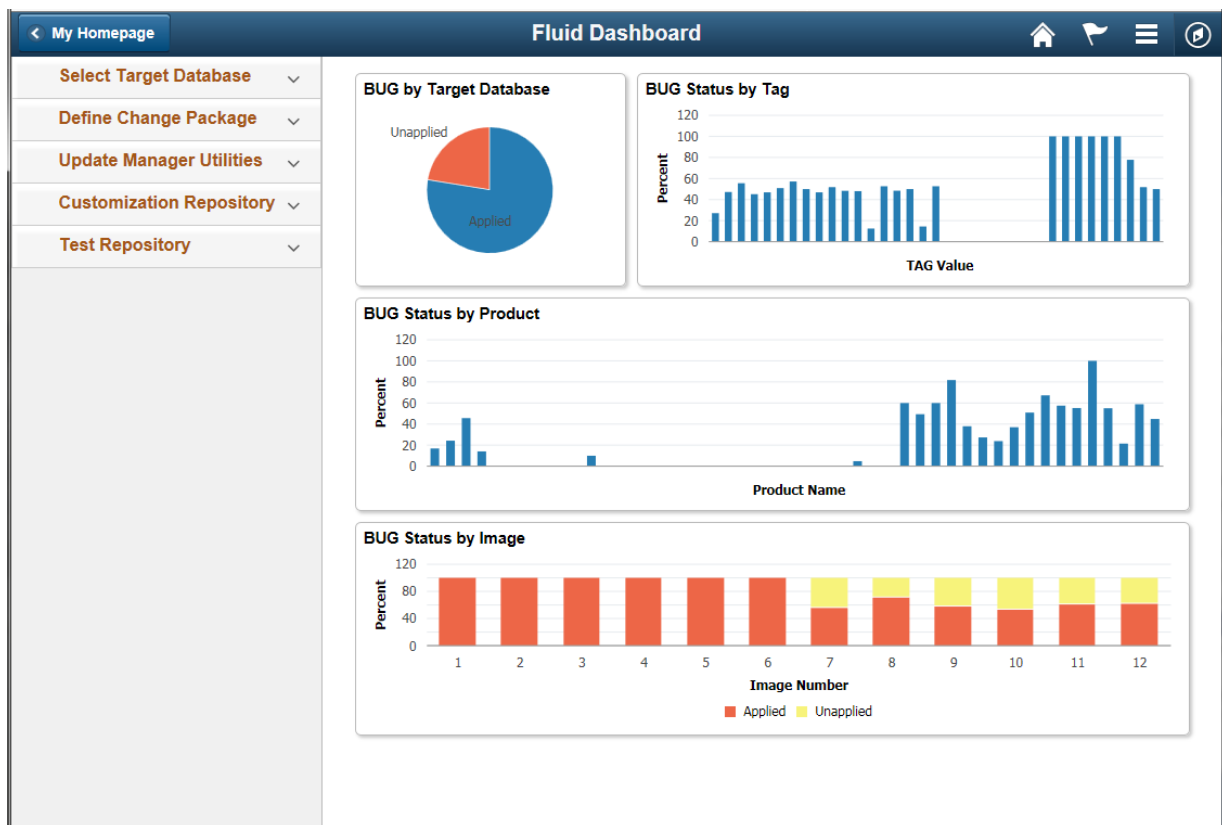 My Homepage
Fluid Dashboard
Select Target Database
Define Change Package
Update Manager Utilities
Customization Repository
Test Repository
BUG by Target Database
Unapplied
Applied
BUG Status by Tag
120
100
80
60
40
20
0
Percent
TAG Value
BUG Status by Product
120
100
80
60
40
20
0
Percent
Product Name
BUG Status by Image
120
80
40
0
Percent
1 2 3 4 5 6 7 8 9 10 11 12
Image Number
Applied Unapplied